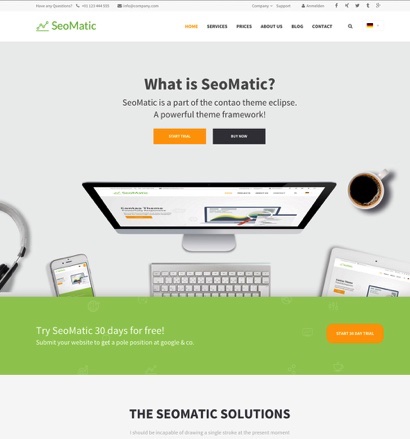 Have any Questions? +01 123 444 555 info@company.com Company Support Anmelden
SeoMatic HOME SERVICES PRICES ABOUT US BLOG CONTACT
What is SeoMatic?
SeoMatic is a part of the contao theme eclipse.
A powerful theme framework!
START TRIAL BUY NOW
SeoMatic
Contao Theme
Try SeoMatic 30 days for free!
Submit your website to get a pole position at google & co.
START 30 DAY TRIAL
THE SEOMATIC SOLUTIONS
I should be incapable of drawing a single stroke at the present moment